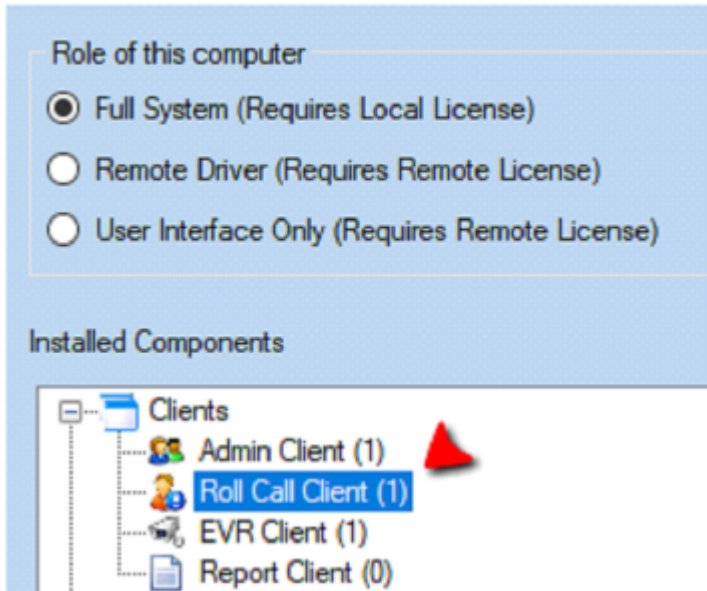 Role of this computer
Full System (Requires Local License)
Remote Driver (Requires Remote License)
User Interface Only (Requires Remote License)
Installed Components
Clients
Admin Client (1)
Roll Call Client (1)
EVR Client (1)
Report Client (0)